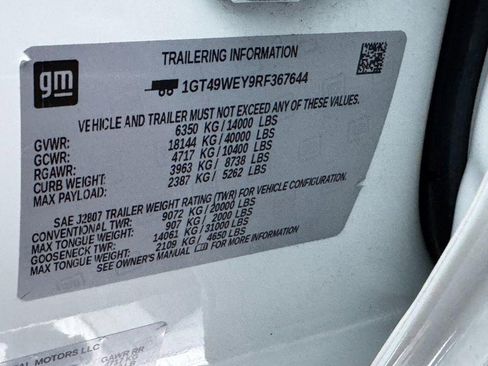 gm
TRAILERING INFORMATION
1GT49WEY9RF367644
VEHICLE AND TRAILER MUST NOT EXCEED ANY OF THESE VALUES.
GVWR: 6350 KG/14000 LBS
GCWR: 18144 KG/40000 LBS
RGAWR: 4717 KG/10400 LBS
CURB WEIGHT: 3963 KG/8738 LBS
MAX PAYLOAD: 2387 KG/5262 LBS
SAE J2807 TRAILER WEIGHT RATING (TWR) FOR VEHICLE CONFIGURATION.
CONVENTIONAL TWR: 9072 KG/20000 LBS
MAX TONGUE WEIGHT: 907 KG/2000 LBS
GOOSENECK TWR: 14061 KG/31000 LBS
MAX TONGUE WEIGHT: 2109 KG/4650 LBS
SEE OWNER'S MANUAL FOR MORE INFORMATION
MOTORS LLC
GAWR RR